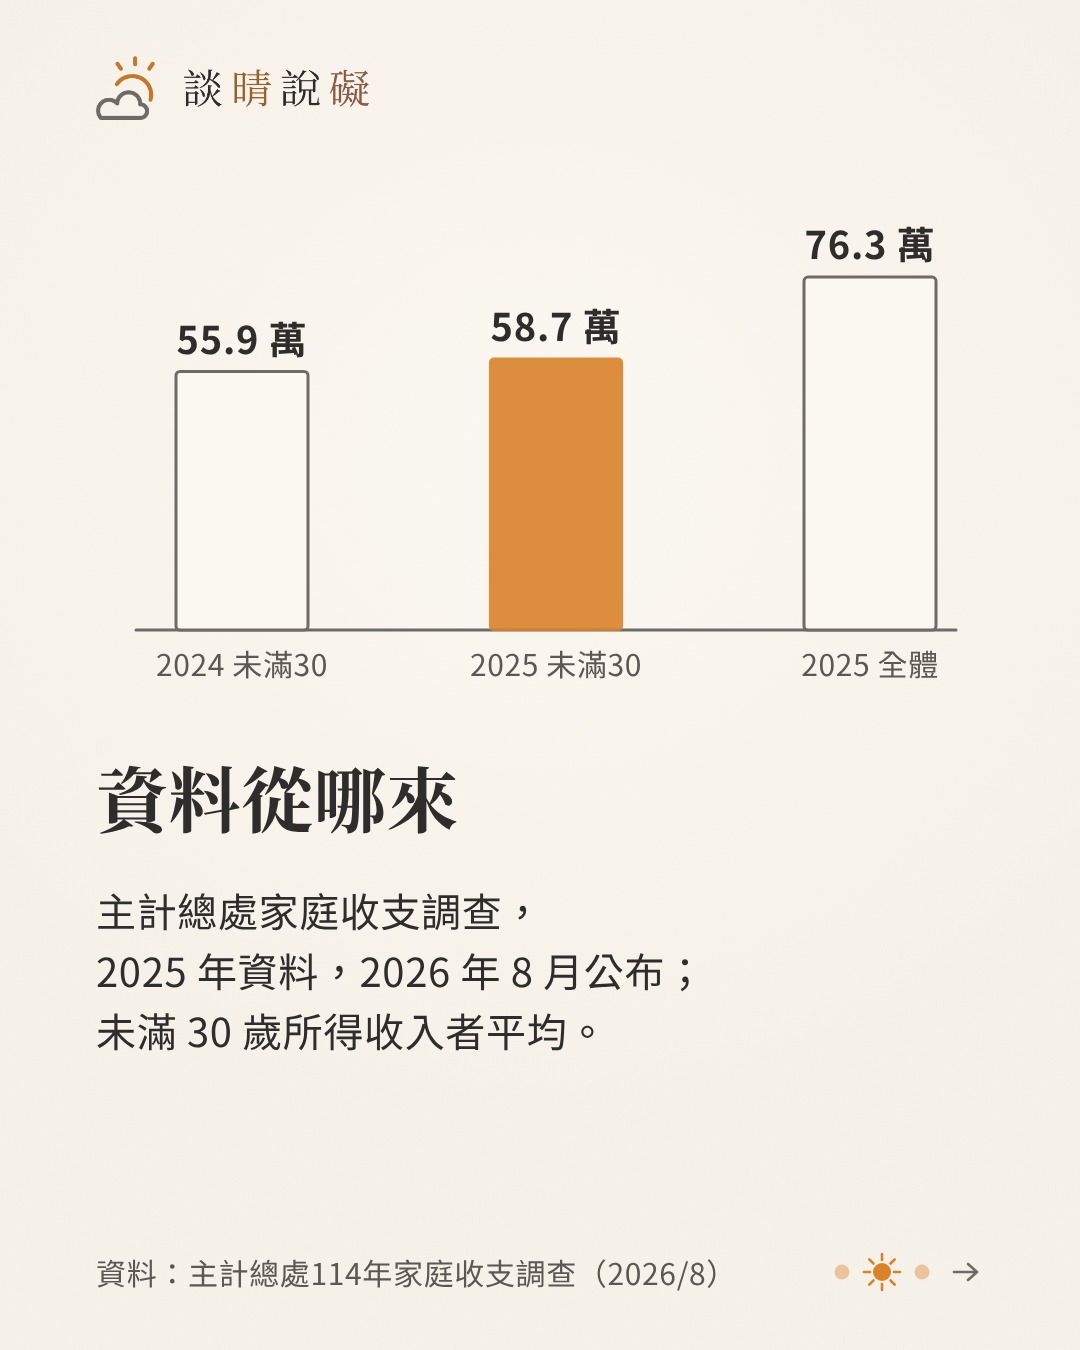 談晴說礙
76.3 萬
58.7 萬
55.9 萬
2024 未滿30
2025 未滿30
2025 全體
資料從哪來
主計總處家庭收支調查，
2025 年資料，2026 年 8 月公布；
未滿 30 歲所得收入者平均。
資料：主計總處114年家庭收支調查（2026/8）